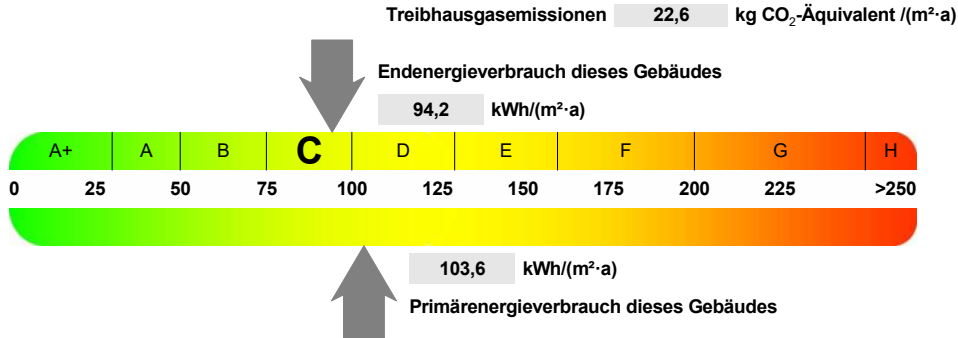 Treibhausgasemissionen 22,6 kg CO₂-Äquivalent /(m²·a)
Endenergieverbrauch dieses Gebäudes
94,2 kWh/(m²·a)
A+ A B C D E F G H
0 25 50 75 100 125 150 175 200 225 >250
103,6 kWh/(m²·a)
Primärenergieverbrauch dieses Gebäudes